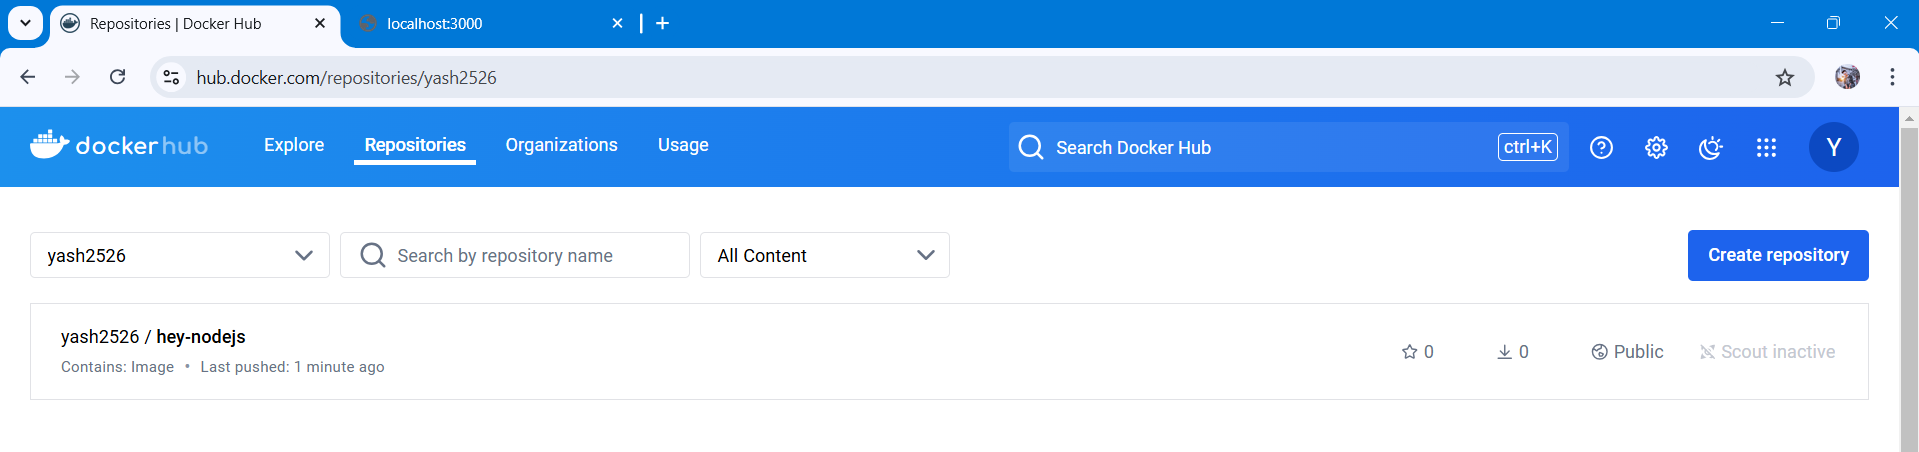 Repositories | Docker Hub
localhost:3000
hub.docker.com/repositories/yash2526
docker hub
Explore
Repositories
Organizations
Usage
Search Docker Hub
ctrl+K
Y
yash2526
Search by repository name
All Content
Create repository
yash2526 / hey-nodejs
0
0
Public
Scout inactive
Contains: Image • Last pushed: 1 minute ago